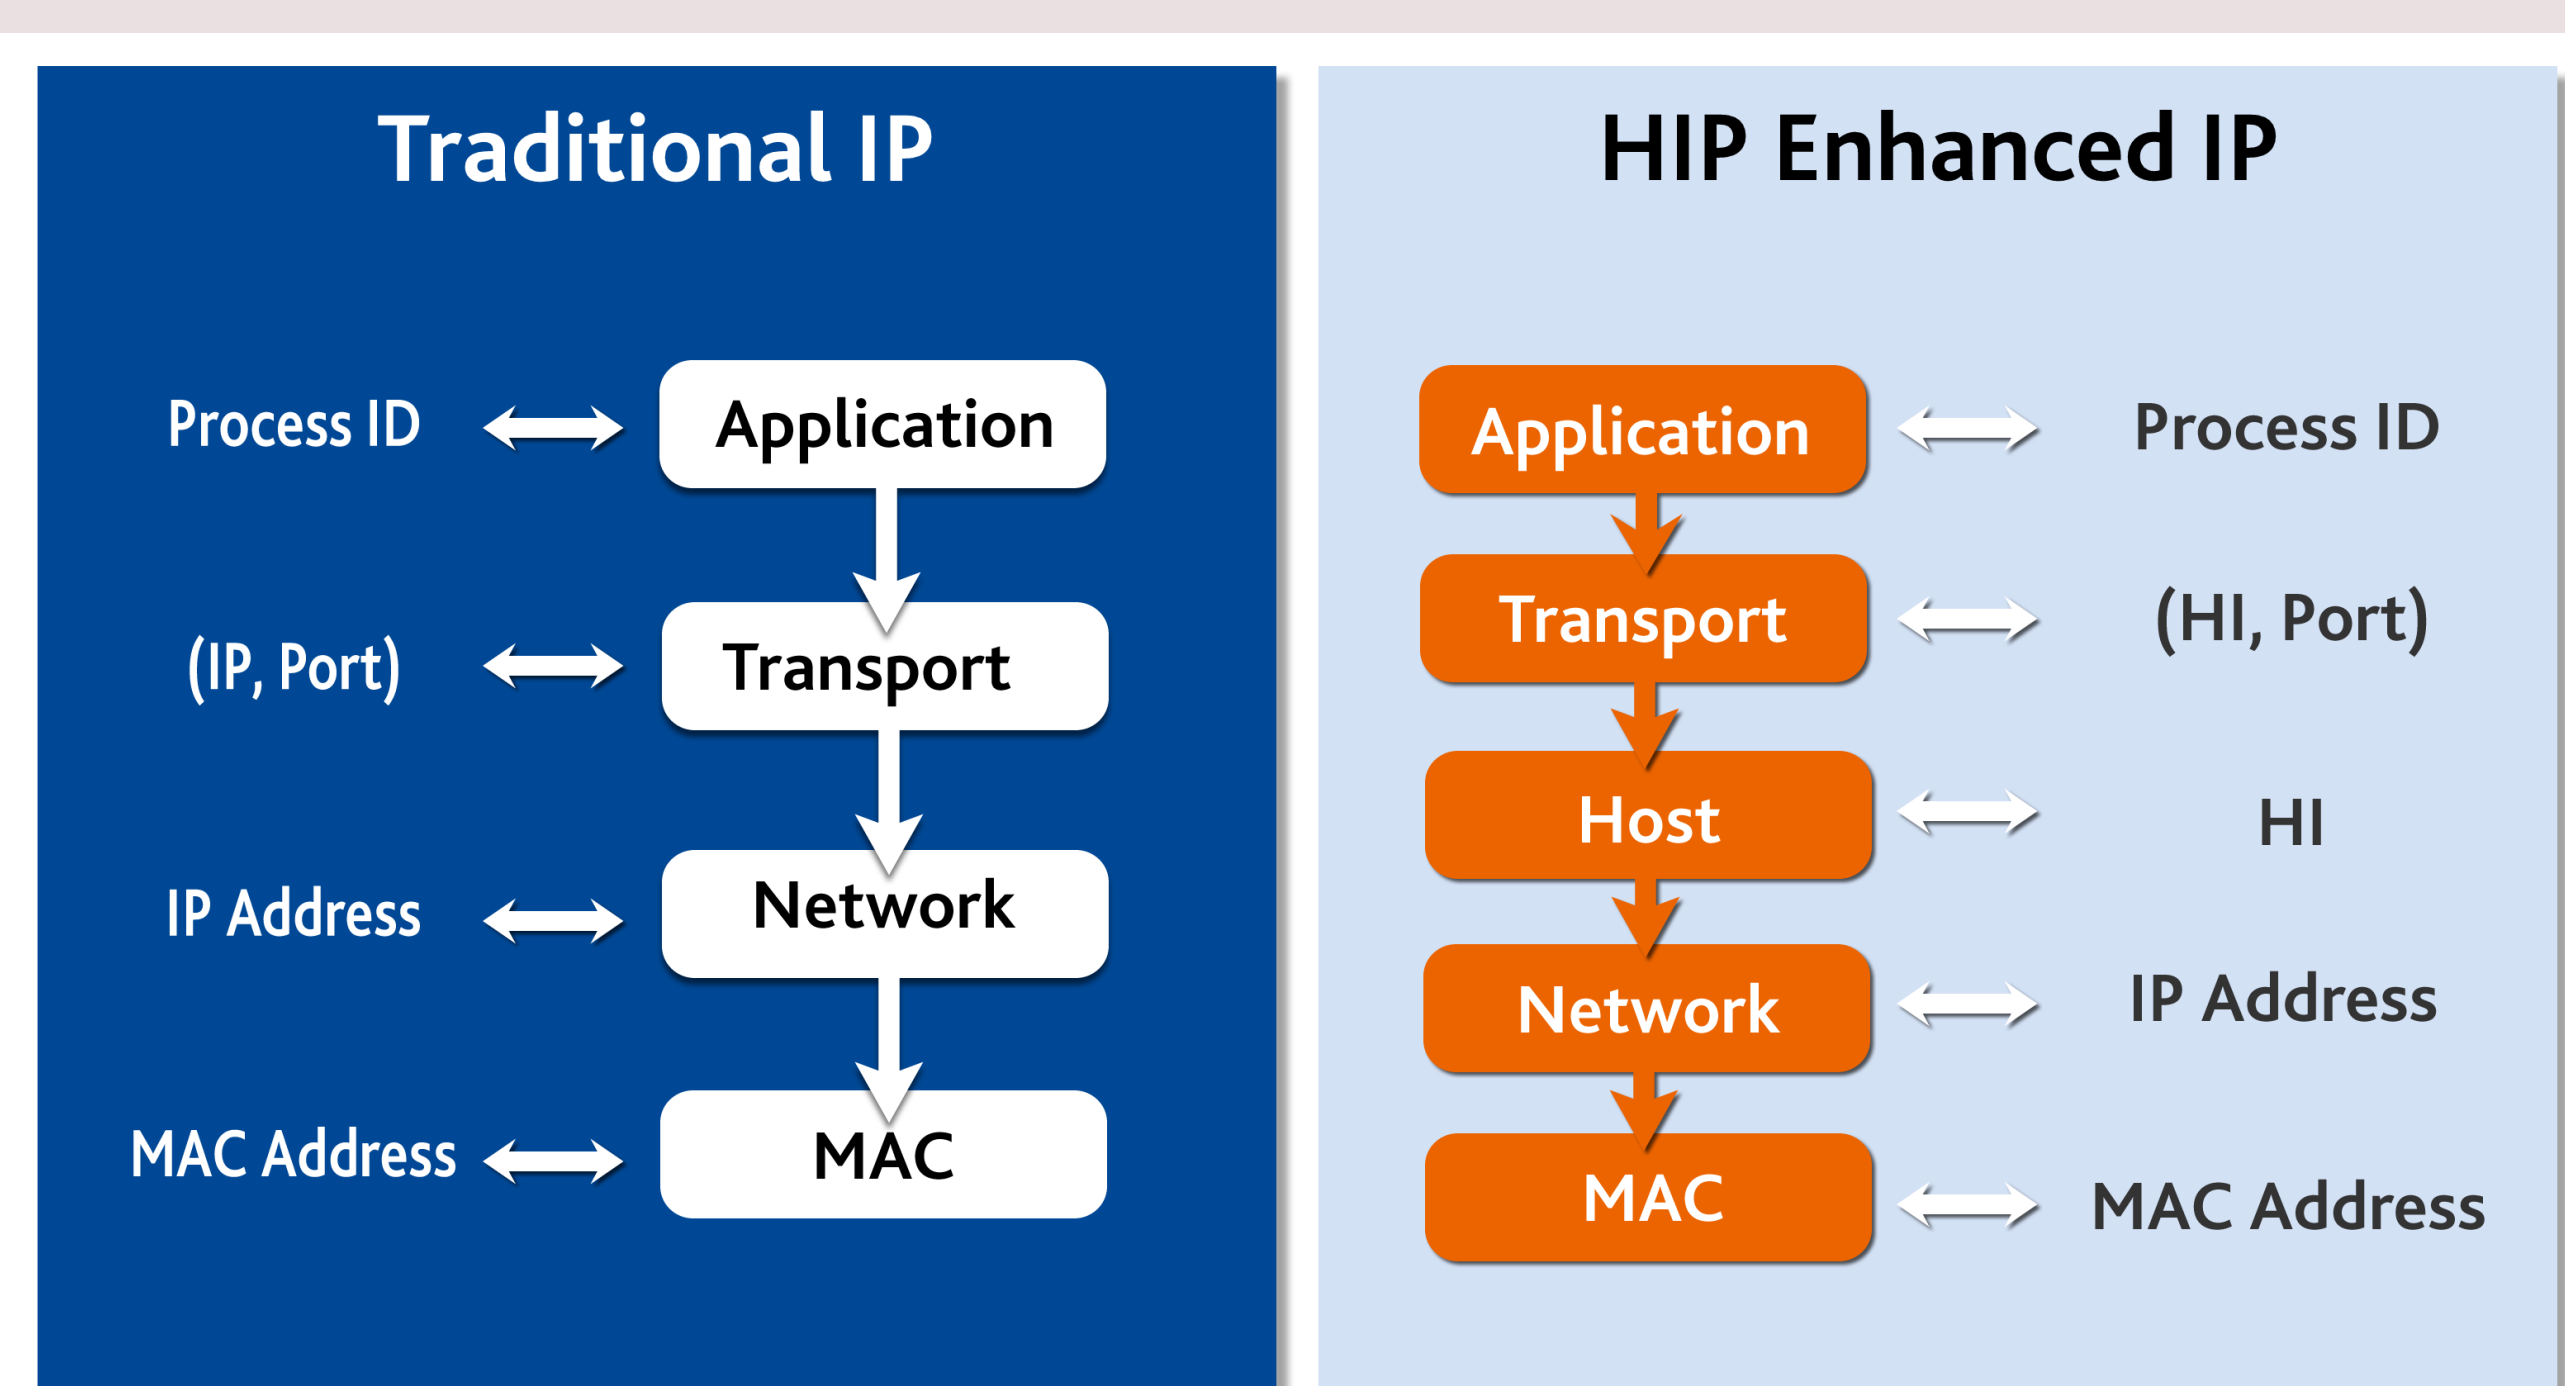 Traditional IP
Process ID
Application
(IP, Port)
Transport
IP Address
Network
MAC Address
MAC
HIP Enhanced IP
Application
Process ID
Transport
(HI, Port)
Host
HI
Network
IP Address
MAC
MAC Address